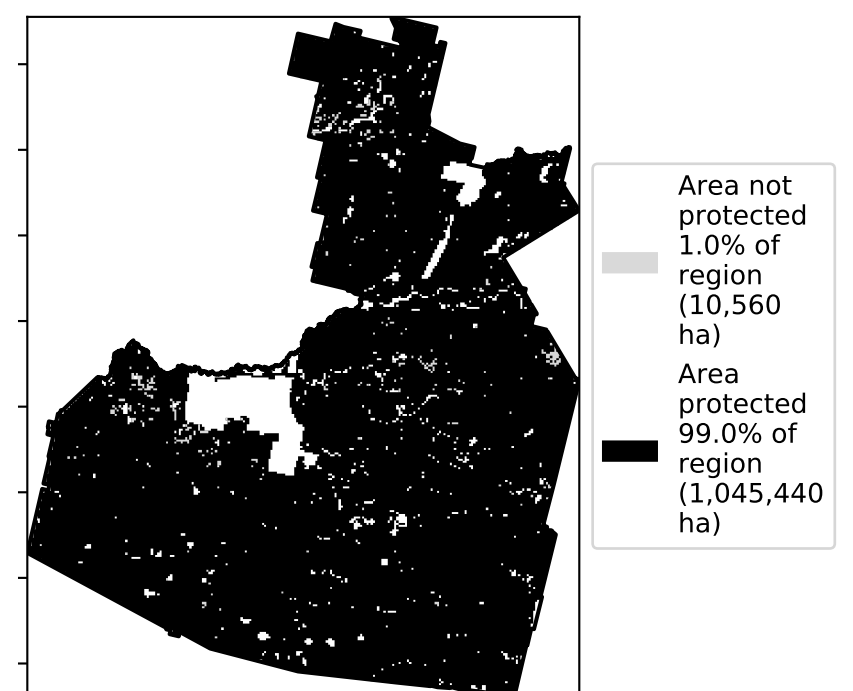 Area not
protected
1.0% of
region
(10,560
ha)
Area
protected
99.0% of
region
(1,045,440
ha)